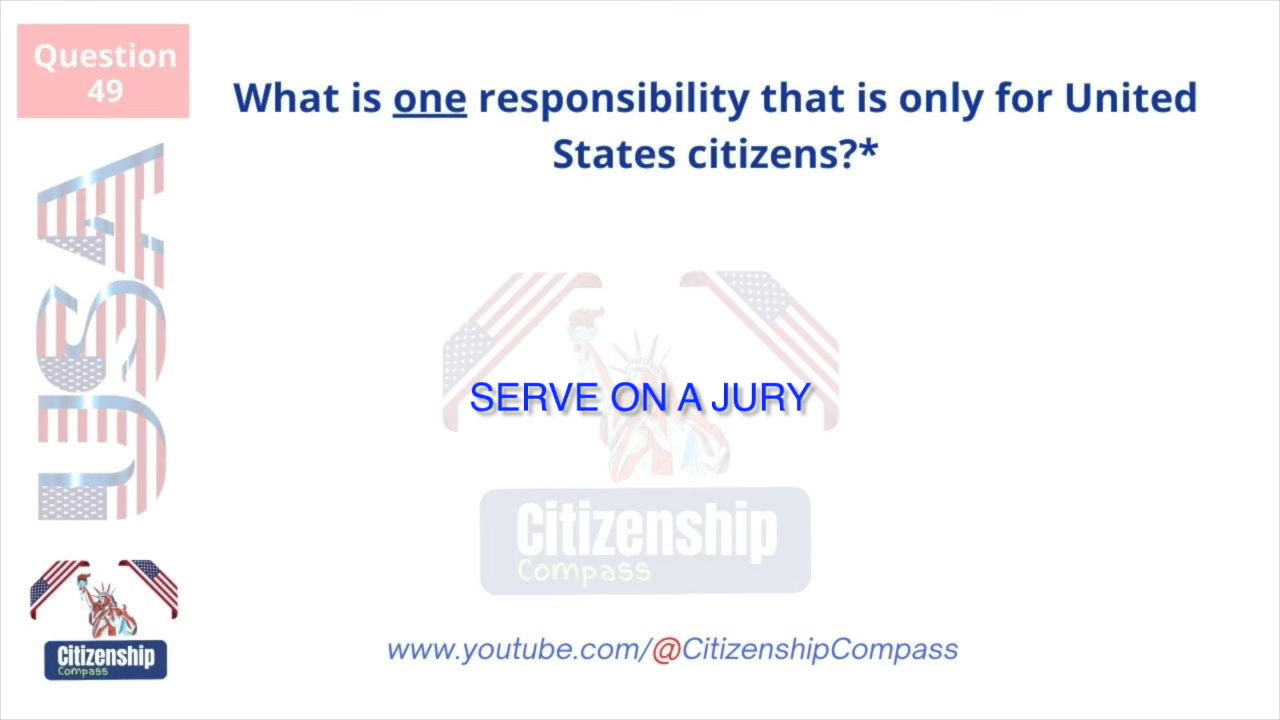 Question
49
What is one responsibility that is only for United
States citizens?*
USA
SERVE ON A JURY
Citizenship
Compass
Citizenship
Compass
www.youtube.com/@CitizenshipCompass